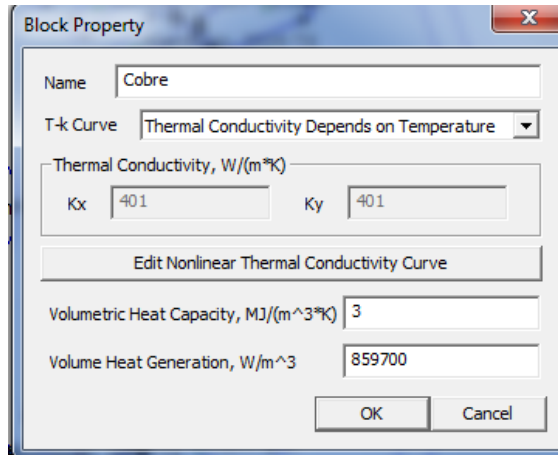 Block Property
Name Cobre
T-k Curve Thermal Conductivity Depends on Temperature
Thermal Conductivity, W/(m*K)
Kx 401 Ky 401
Edit Nonlinear Thermal Conductivity Curve
Volumetric Heat Capacity, MJ/(m^3*K) 3
Volume Heat Generation, W/m^3 859700
OK Cancel